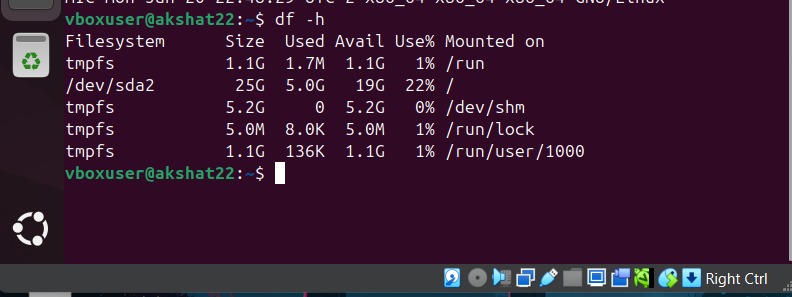 vboxuser@akshat22:~$ df -h
Filesystem Size Used Avail Use% Mounted on
tmpfs 1.1G 1.7M 1.1G 1% /run
/dev/sda2 25G 5.0G 19G 22% /
tmpfs 5.2G 0 5.2G 0% /dev/shm
tmpfs 5.0M 8.0K 5.0M 1% /run/lock
tmpfs 1.1G 136K 1.1G 1% /run/user/1000
vboxuser@akshat22:~$
Right Ctrl